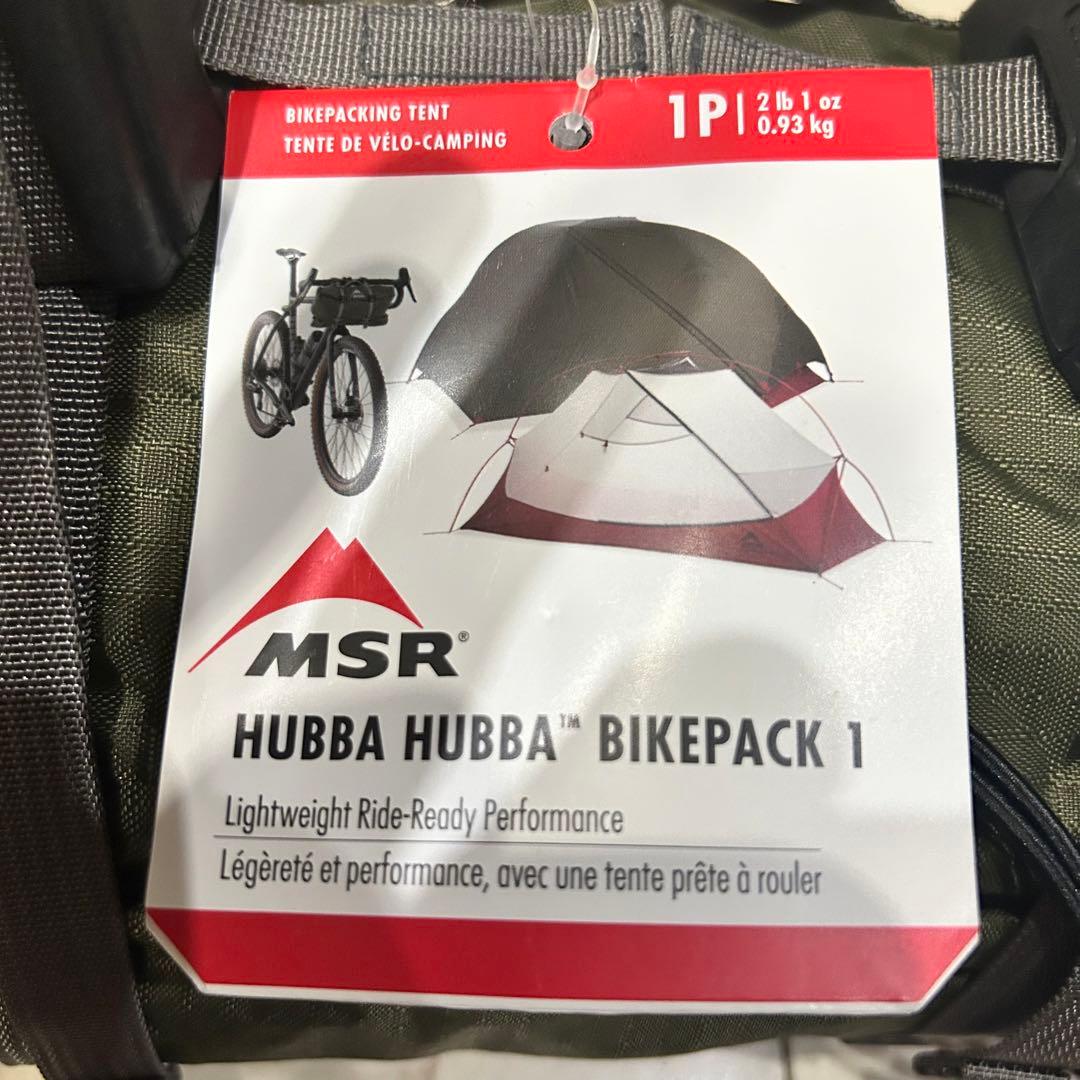 BIKEPACKING TENT
TENTE DE VÉLO-CAMPING
1P | 2 lb 1 oz
0.93 kg
MSR®
HUBBA HUBBA™ BIKEPACK 1
Lightweight Ride-Ready Performance
Légèreté et performance, avec une tente prête à rouler